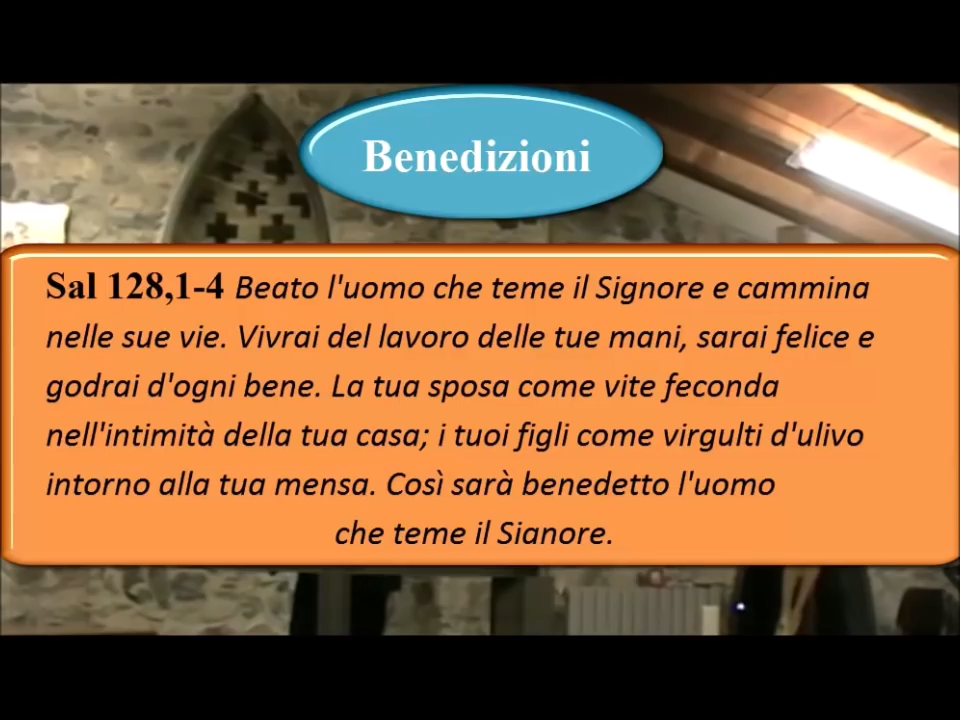 Benedizioni
Sal 128,1-4 Beato l'uomo che teme il Signore e cammina
nelle sue vie. Vivrai del lavoro delle tue mani, sarai felice e
godrai d'ogni bene. La tua sposa come vite feconda
nell'intimità della tua casa; i tuoi figli come virgulti d'ulivo
intorno alla tua mensa. Così sarà benedetto l'uomo
che teme il Sianore.